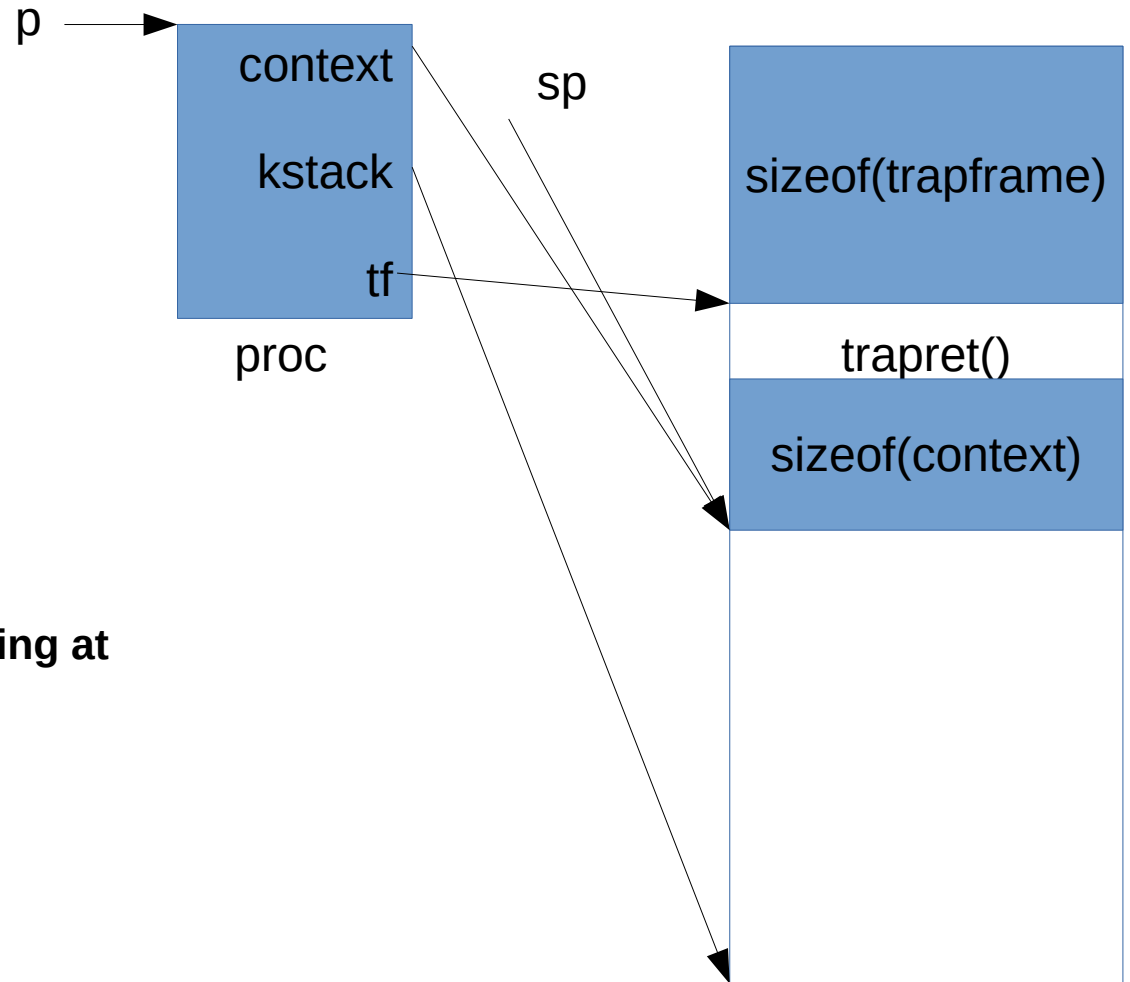 p
context
sp
kstack
sizeof(trapframe)
tf
proc
trapret()
sizeof(context)
ing at